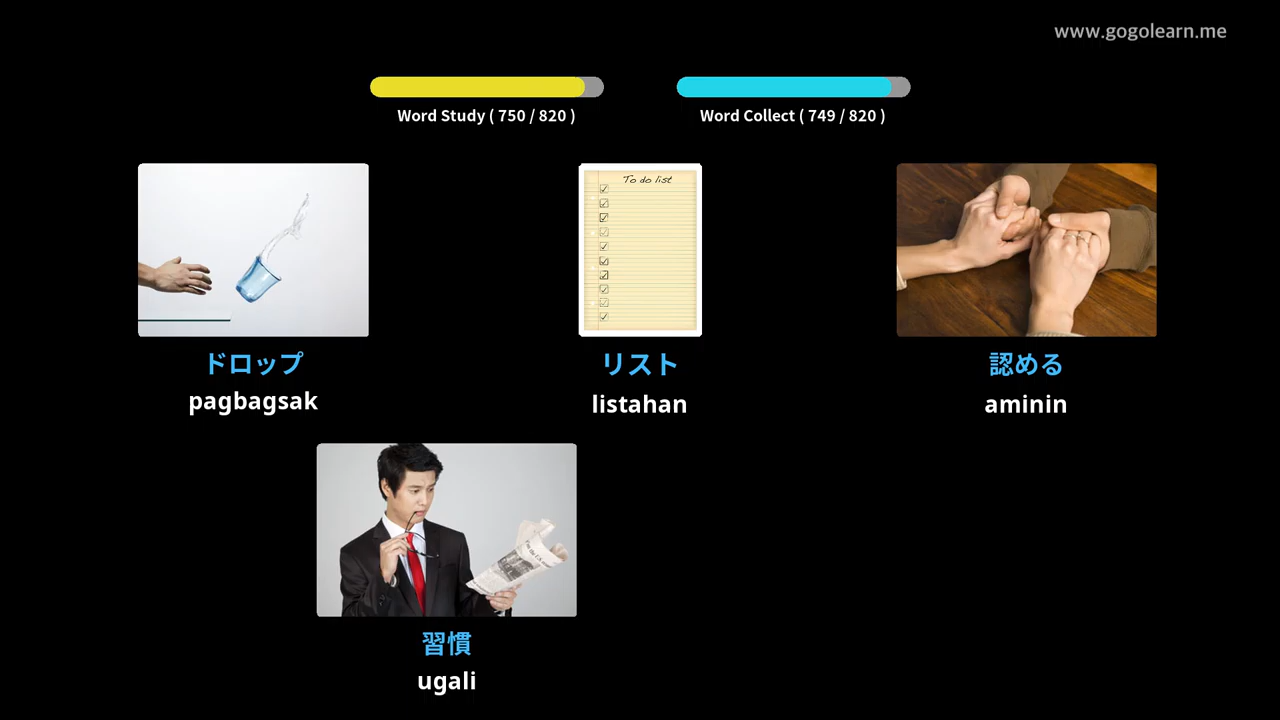 www.gogolearn.me
Word Study ( 750 / 820 )
Word Collect ( 749 / 820 )
To do list
ドロップ
pagbagsak
リスト
listahan
認める
aminin
習慣
ugali